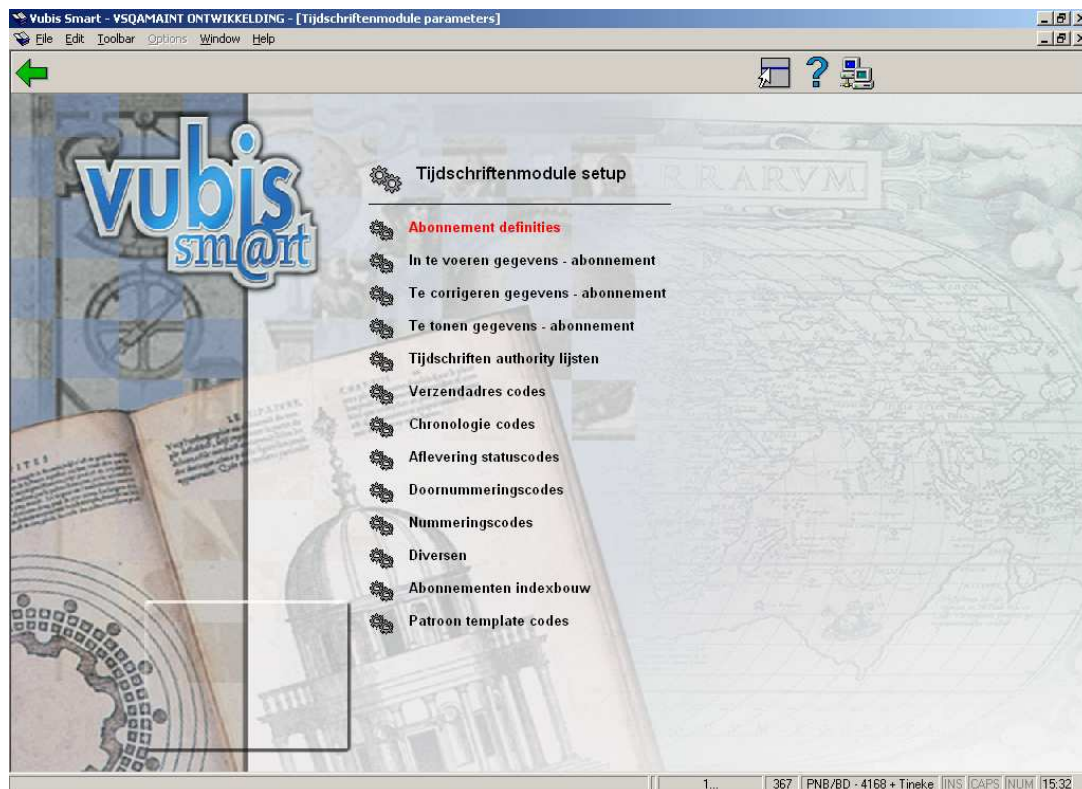 Vubis Smart - VSQAMAINT ONTWIKKELDING - [Tijdschriftenmodule parameters]
File Edit Toolbar Options Window Help
vubis
sm@rt
Tijdschriftenmodule setup
RRARVM
Abonnement definities
In te voeren gegevens - abonnement
Te corrigeren gegevens - abonnement
Te tonen gegevens - abonnement
Tijdschriften authority lijsten
Verzendadres codes
Chronologie codes
Aflevering statuscodes
Doornummeringscodes
Nummeringscodes
Diversen
Abonnementen indexbouw
Patroon template codes
1... 367 PNB/BD - 4168 + Tineke INS CAPS NUM 15:32